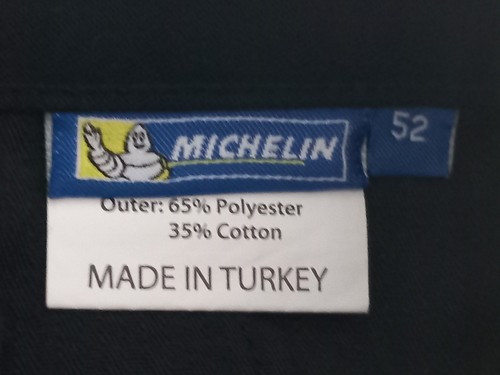 MICHELIN
52
Outer: 65% Polyester
35% Cotton
MADE IN TURKEY